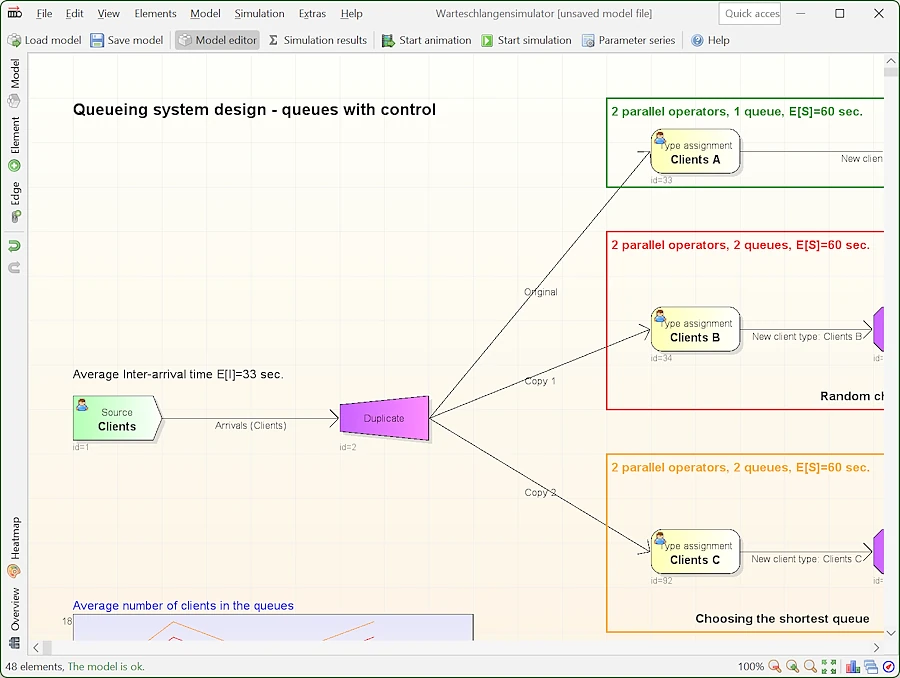 File Edit View Elements Model Simulation Extras Help Warteschlangensimulator [unsaved model file] Quick acces
Load model Save model Model editor Σ Simulation results Start animation Start simulation Parameter series Help
Model
Element
Edge
Heatmap
Overview
Queueing system design - queues with control
2 parallel operators, 1 queue, E[S]=60 sec.
Type assignment
Clients A
New clien
id=33
2 parallel operators, 2 queues, E[S]=60 sec.
Original
Type assignment
Clients B
New client type: Clients B
id=34
id=
Random ch
Average Inter-arrival time E[I]=33 sec.
Copy 1
Source
Clients
Arrivals (Clients)
Duplicate
id=1
id=2
2 parallel operators, 2 queues, E[S]=60 sec.
Copy 2
Type assignment
Clients C
New client type: Clients C
id=92
id=
Choosing the shortest queue
Average number of clients in the queues
18
48 elements, The model is ok.
100%